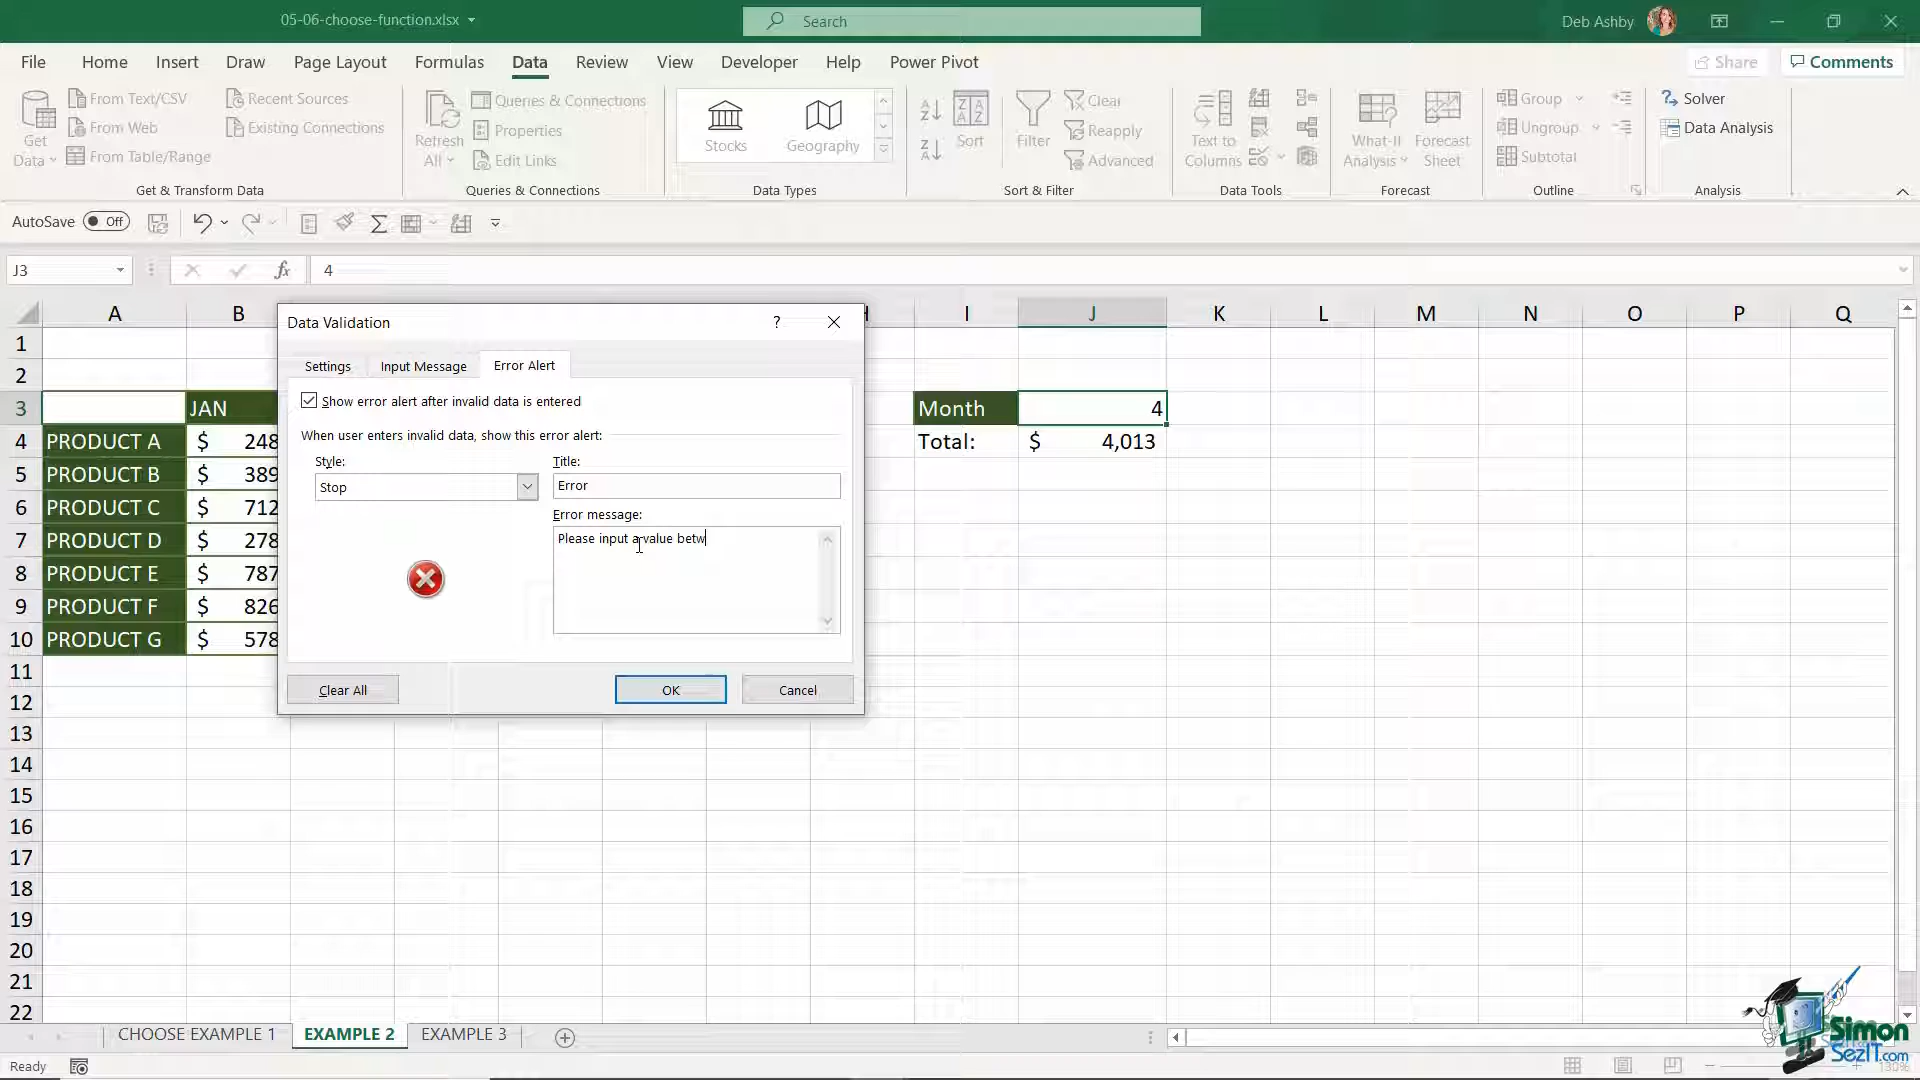 05-06-choose-function.xlsx
Search
Deb Ashby
File Home Insert Draw Page Layout Formulas Data Review View Developer Help Power Pivot
Share
Comments
Get Data
From Text/CSV
From Web
From Table/Range
Recent Sources
Existing Connections
Get & Transform Data
Refresh All
Queries & Connections
Properties
Edit Links
Queries & Connections
Stocks
Geography
Data Types
Sort
Filter
Clear
Reapply
Advanced
Sort & Filter
Text to Columns
Data Tools
What-If Analysis
Forecast Sheet
Forecast
Group
Ungroup
Subtotal
Outline
Solver
Data Analysis
Analysis
AutoSave Off
J3
fx
4
A B H I J K L M N O P Q
1
2
3 JAN Month 4
4 PRODUCT A $ 248 Total: $ 4,013
5 PRODUCT B $ 389
6 PRODUCT C $ 712
7 PRODUCT D $ 278
8 PRODUCT E $ 787
9 PRODUCT F $ 826
10 PRODUCT G $ 578
11
12
13
14
15
16
17
18
19
20
21
22
Data Validation
?
Settings Input Message Error Alert
Show error alert after invalid data is entered
When user enters invalid data, show this error alert:
Style:
Stop
Title:
Error
Error message:
Please input a value betw
Clear All OK Cancel
CHOOSE EXAMPLE 1 EXAMPLE 2 EXAMPLE 3
Ready
130%
Simon
SezIT.com